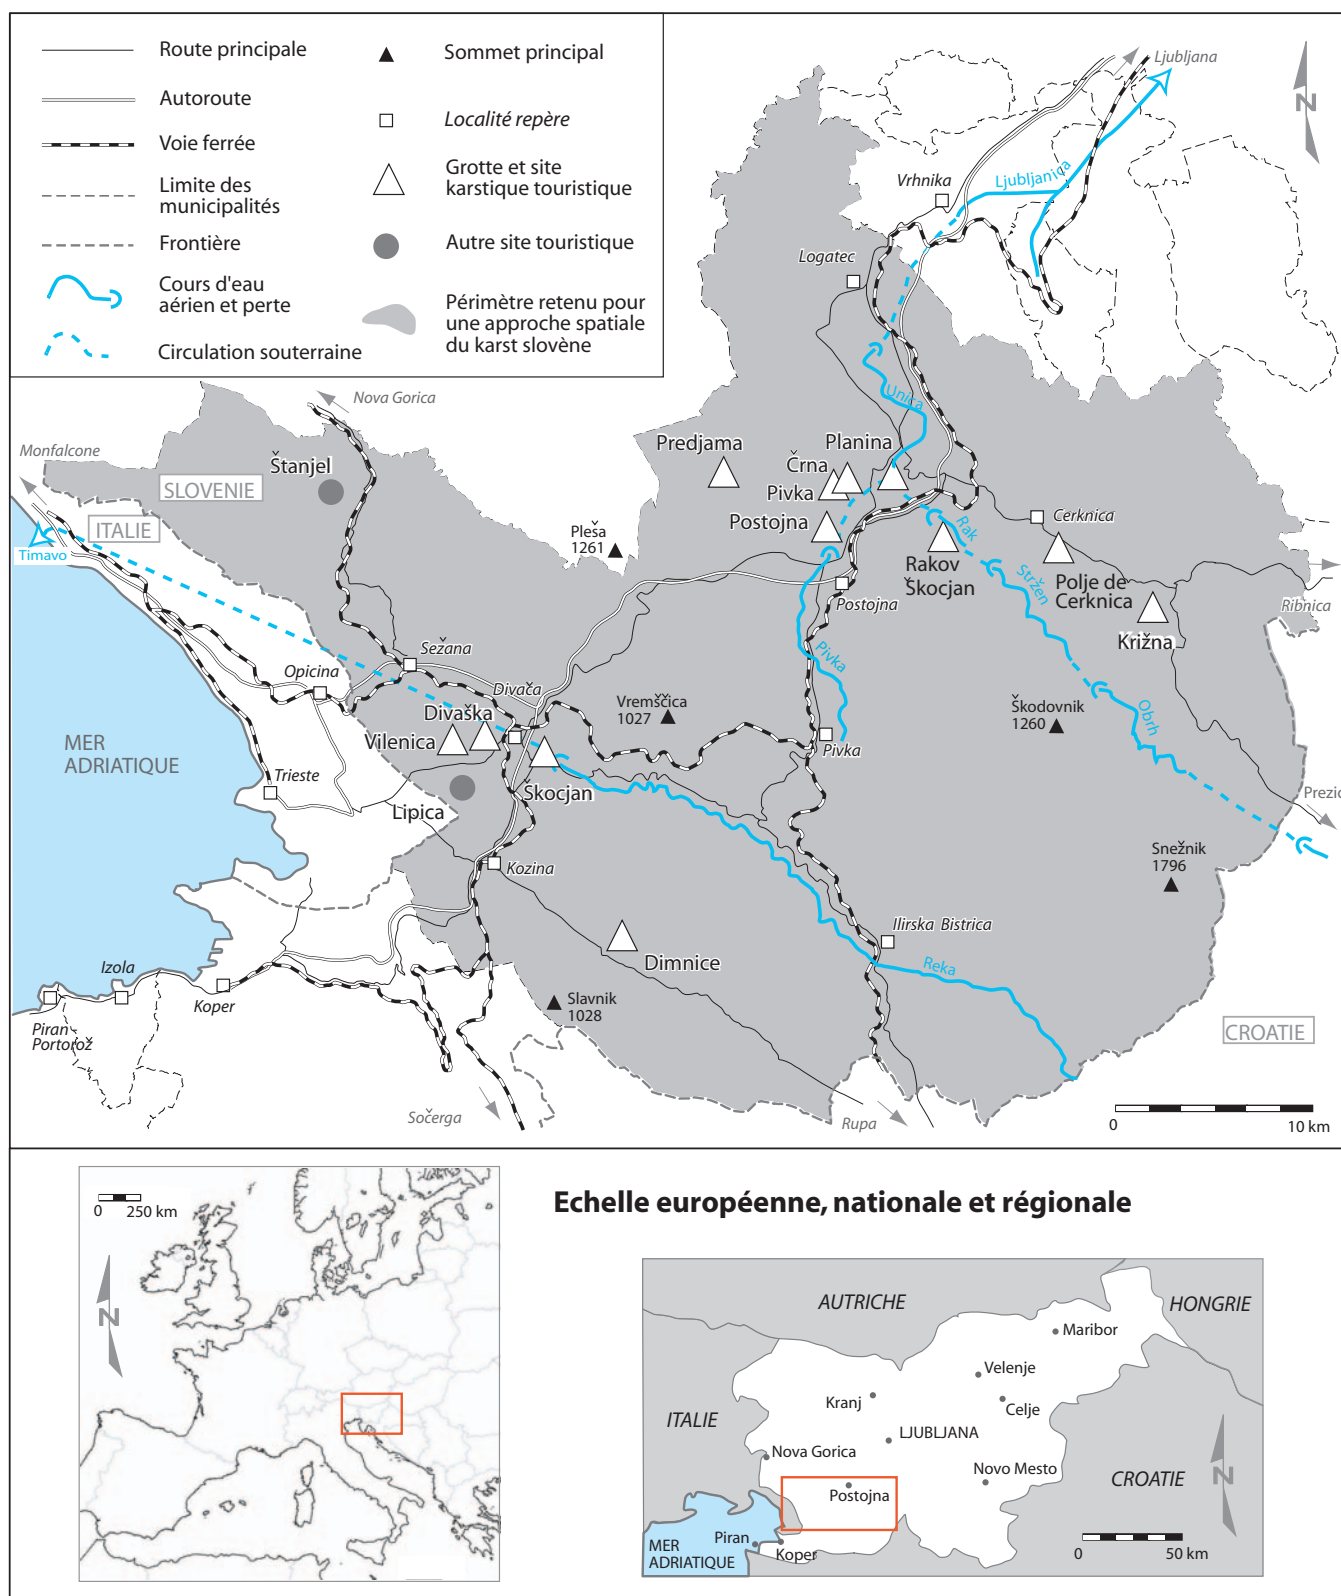 Route principale
Autoroute
Voie ferrée
Limite des
municipalités
Frontière
Cours d'eau
aérien et perte
Circulation souterraine
Sommet principal
Localité repère
Grotte et site
karstique touristique
Autre site touristique
Périmètre retenu pour
une approche spatiale
du karst slovène
Ljubljana
N
Ljubljanica
Vrhnika
Logatec
Unica
Nova Gorica
Monfalcone
Štanjel
SLOVENIE
ITALIE
Timavo
Predjama
Planina
Črna
Pivka
Postojna
Pleša
1261
Cerknica
Rak
Rakov
Škocjan
Polje de
Cerknica
Stržen
Ribnica
Križna
Postojna
Pivka
Sežana
Opicina
Divača
Divaška
Vilenica
Vremščica
1027
Škodovnik
1260
Obrh
Pivka
MER
ADRIATIQUE
Trieste
Škocjan
Lipica
Prezid
Kozina
Snežnik
1796
Ilirska Bistrica
Dimnice
Reka
Izola
Koper
Slavnik
1028
Piran-
Portorož
CROATIE
Sočerga
Rupa
0 10 km
Echelle européenne, nationale et régionale
0 250 km
N
AUTRICHE
HONGRIE
Maribor
Velenje
Kranj
Celje
ITALIE
LJUBLJANA
Nova Gorica
Novo Mesto
CROATIE
Postojna
N
Piran
Koper
MER
ADRIATIQUE
0 50 km